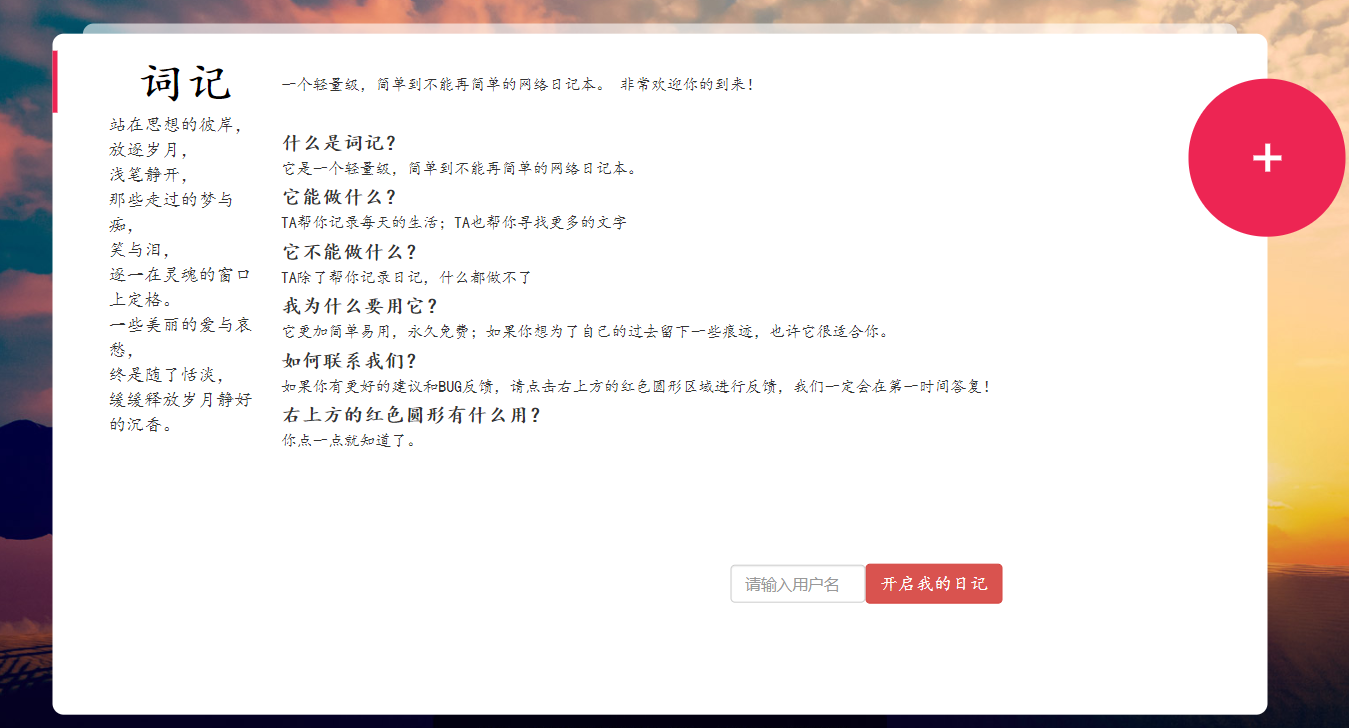 词记
站在思想的彼岸，
放逐岁月，
浅笔静开，
那些走过的梦与
痴，
笑与泪，
逐一在灵魂的窗口
上定格。
一些美丽的爱与哀
愁，
终是随了恬淡，
缓缓释放岁月静好
的沉香。
一个轻量级，简单到不能再简单的网络日记本。 非常欢迎你的到来！
什么是词记？
它是一个轻量级，简单到不能再简单的网络日记本。
它能做什么？
TA帮你记录每天的生活；TA也帮你寻找更多的文字
它不能做什么？
TA除了帮你记录日记，什么都做不了
我为什么要用它？
它更加简单易用，永久免费；如果你想为了自己的过去留下一些痕迹，也许它很适合你。
如何联系我们？
如果你有更好的建议和BUG反馈，请点击右上方的红色圆形区域进行反馈，我们一定会在第一时间答复！
右上方的红色圆形有什么用？
你点一点就知道了。
+
请输入用户名
开启我的日记